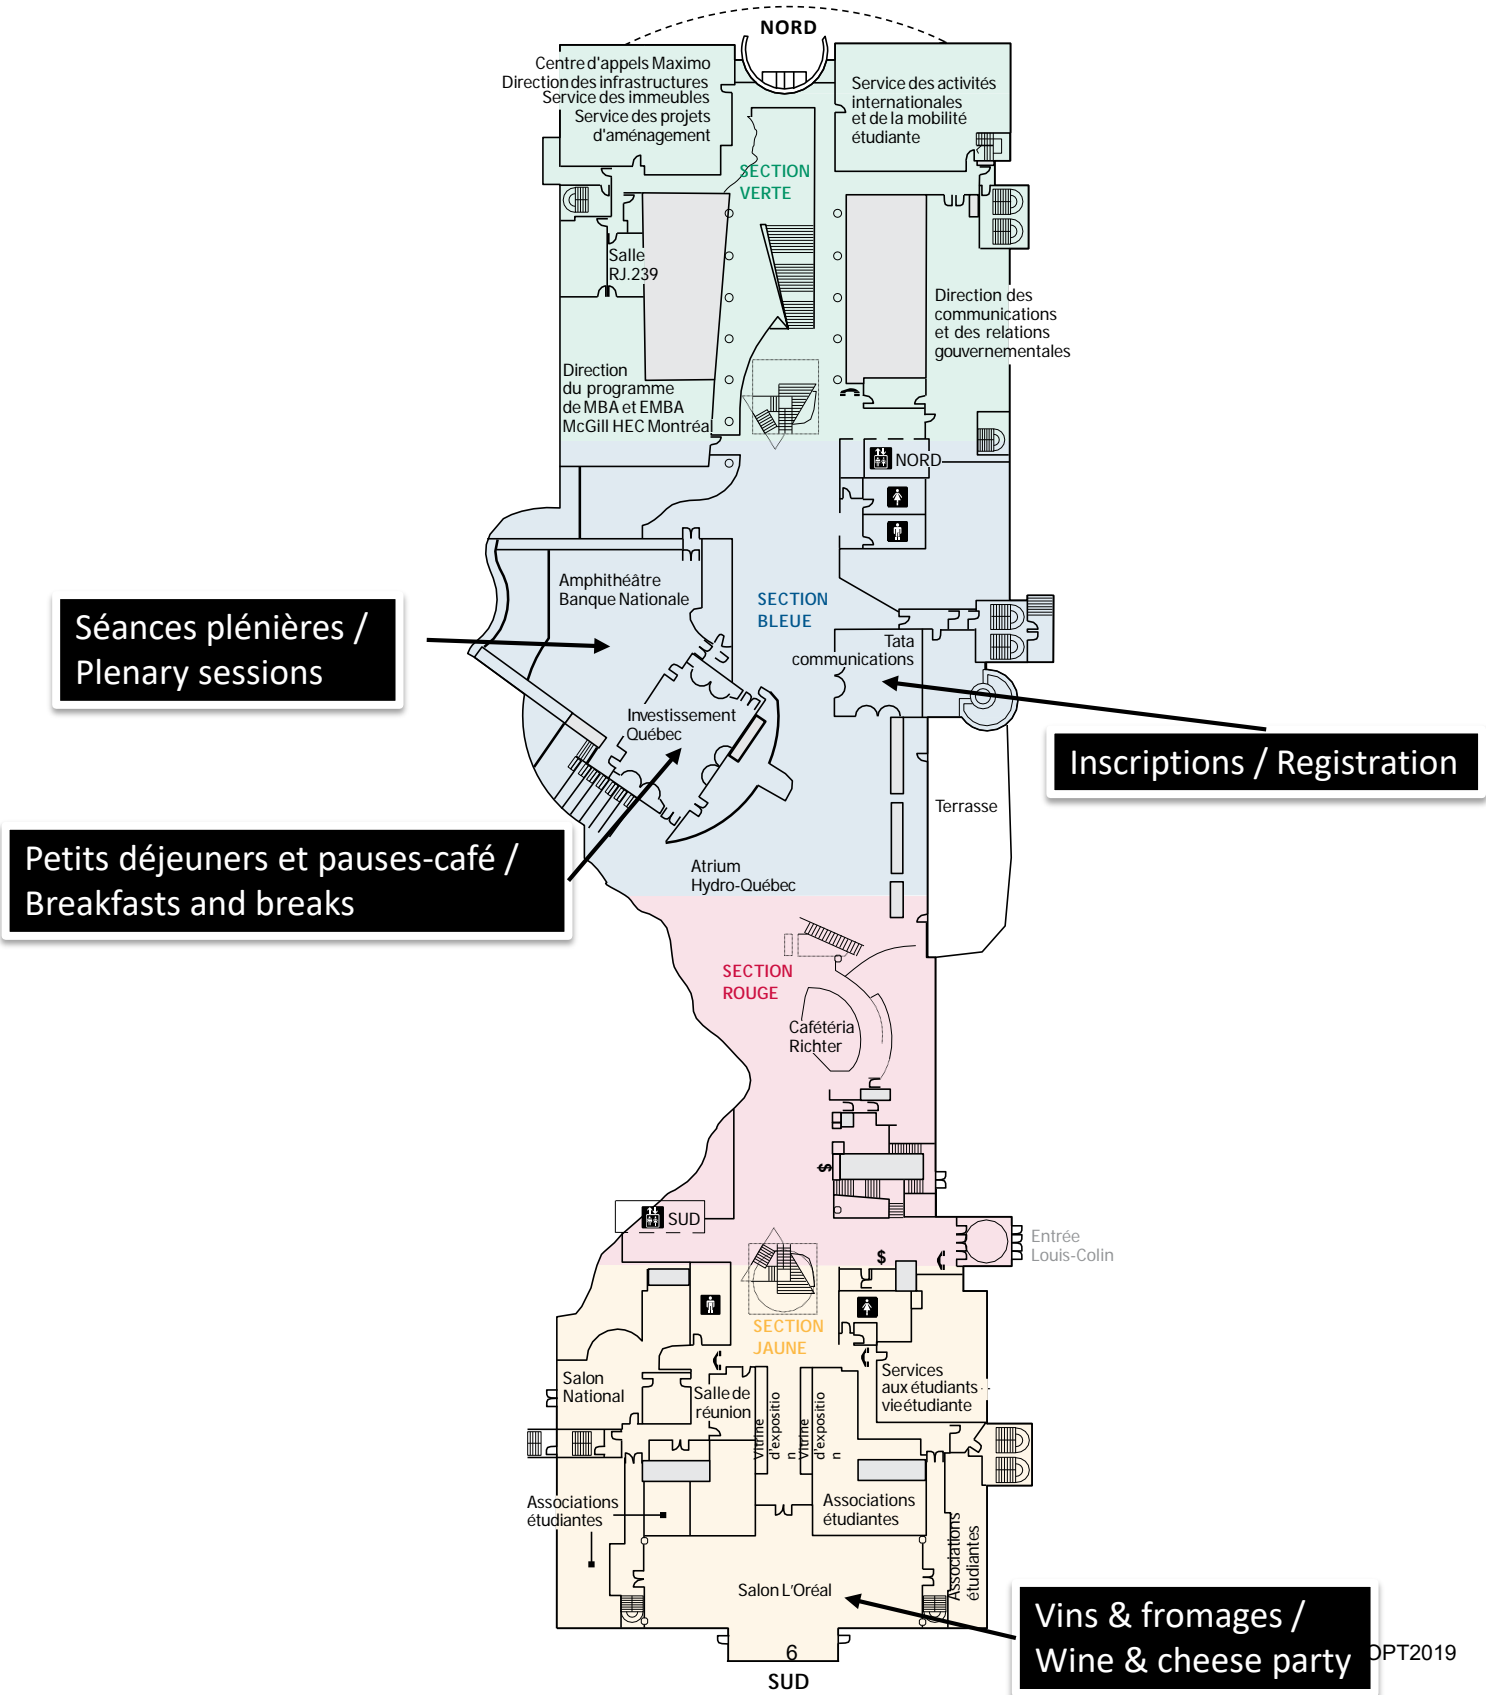 NORD
Centre d'appels Maximo
Direction des infrastructures
Service des immeubles
Service des projets
d'aménagement
Service des activités
internationales
et de la mobilité
étudiante
SECTION
VERTE
Salle
RJ.239
Direction des
communications
et des relations
gouvernementales
Direction
du programme
de MBA et EMBA
McGill HEC Montréal
NORD
Amphithéâtre
Banque Nationale
SECTION
BLEUE
Séances plénières /
Plenary sessions
Tata
communications
Investissement
Québec
Inscriptions / Registration
Terrasse
Petits déjeuners et pauses-café /
Breakfasts and breaks
Atrium
Hydro-Québec
SECTION
ROUGE
Cafétéria
Richter
$
SUD
Entrée
Louis-Colin
$
SECTION
JAUNE
Salon
National
Salle de
réunion
Vitrine
d'expositio
n
Vitrine
d'expositio
n
Services
aux étudiants -
vie étudiante
Associations
étudiantes
Associations
étudiantes
Associations
étudiantes
Salon L'Oréal
Vins & fromages /
Wine & cheese party
6
OPT2019
SUD